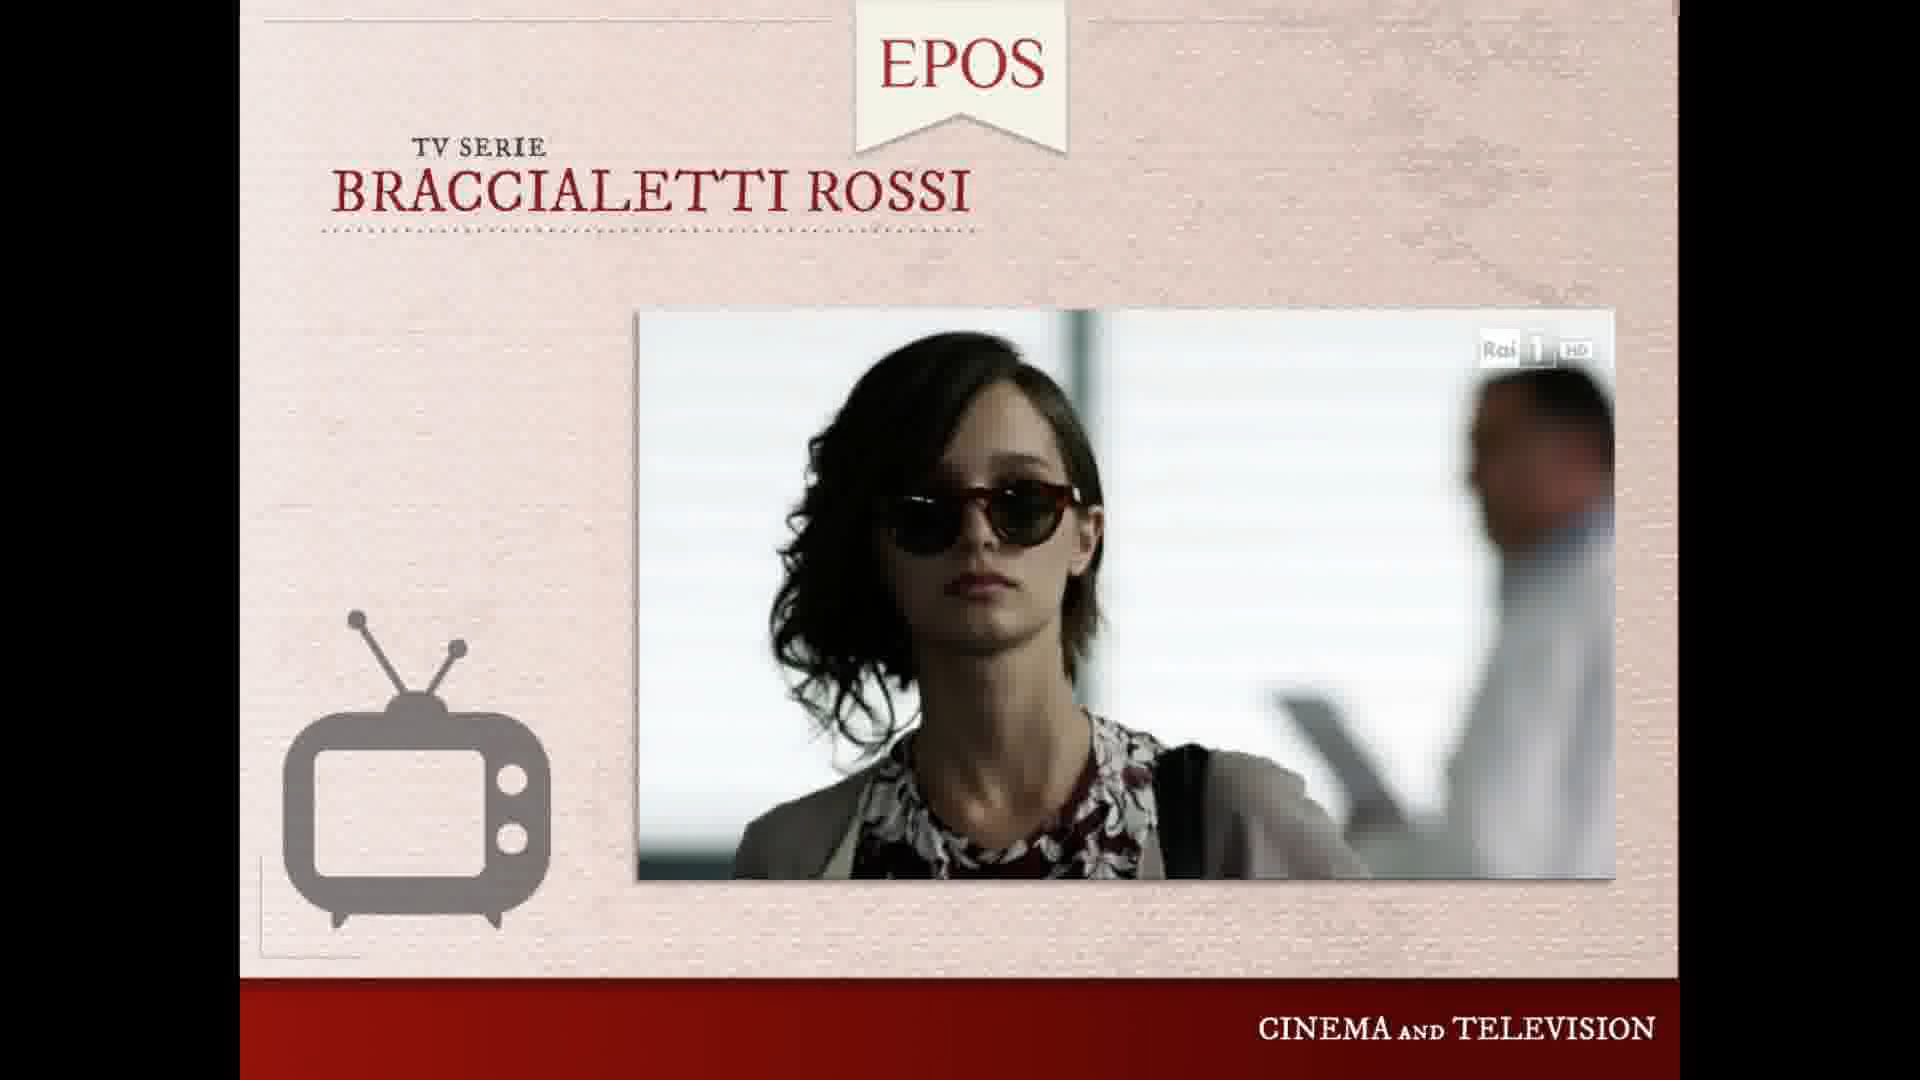 EPOS
TV SERIE
BRACCIALETTI ROSSI
Rai 1 HD
CINEMA AND TELEVISION